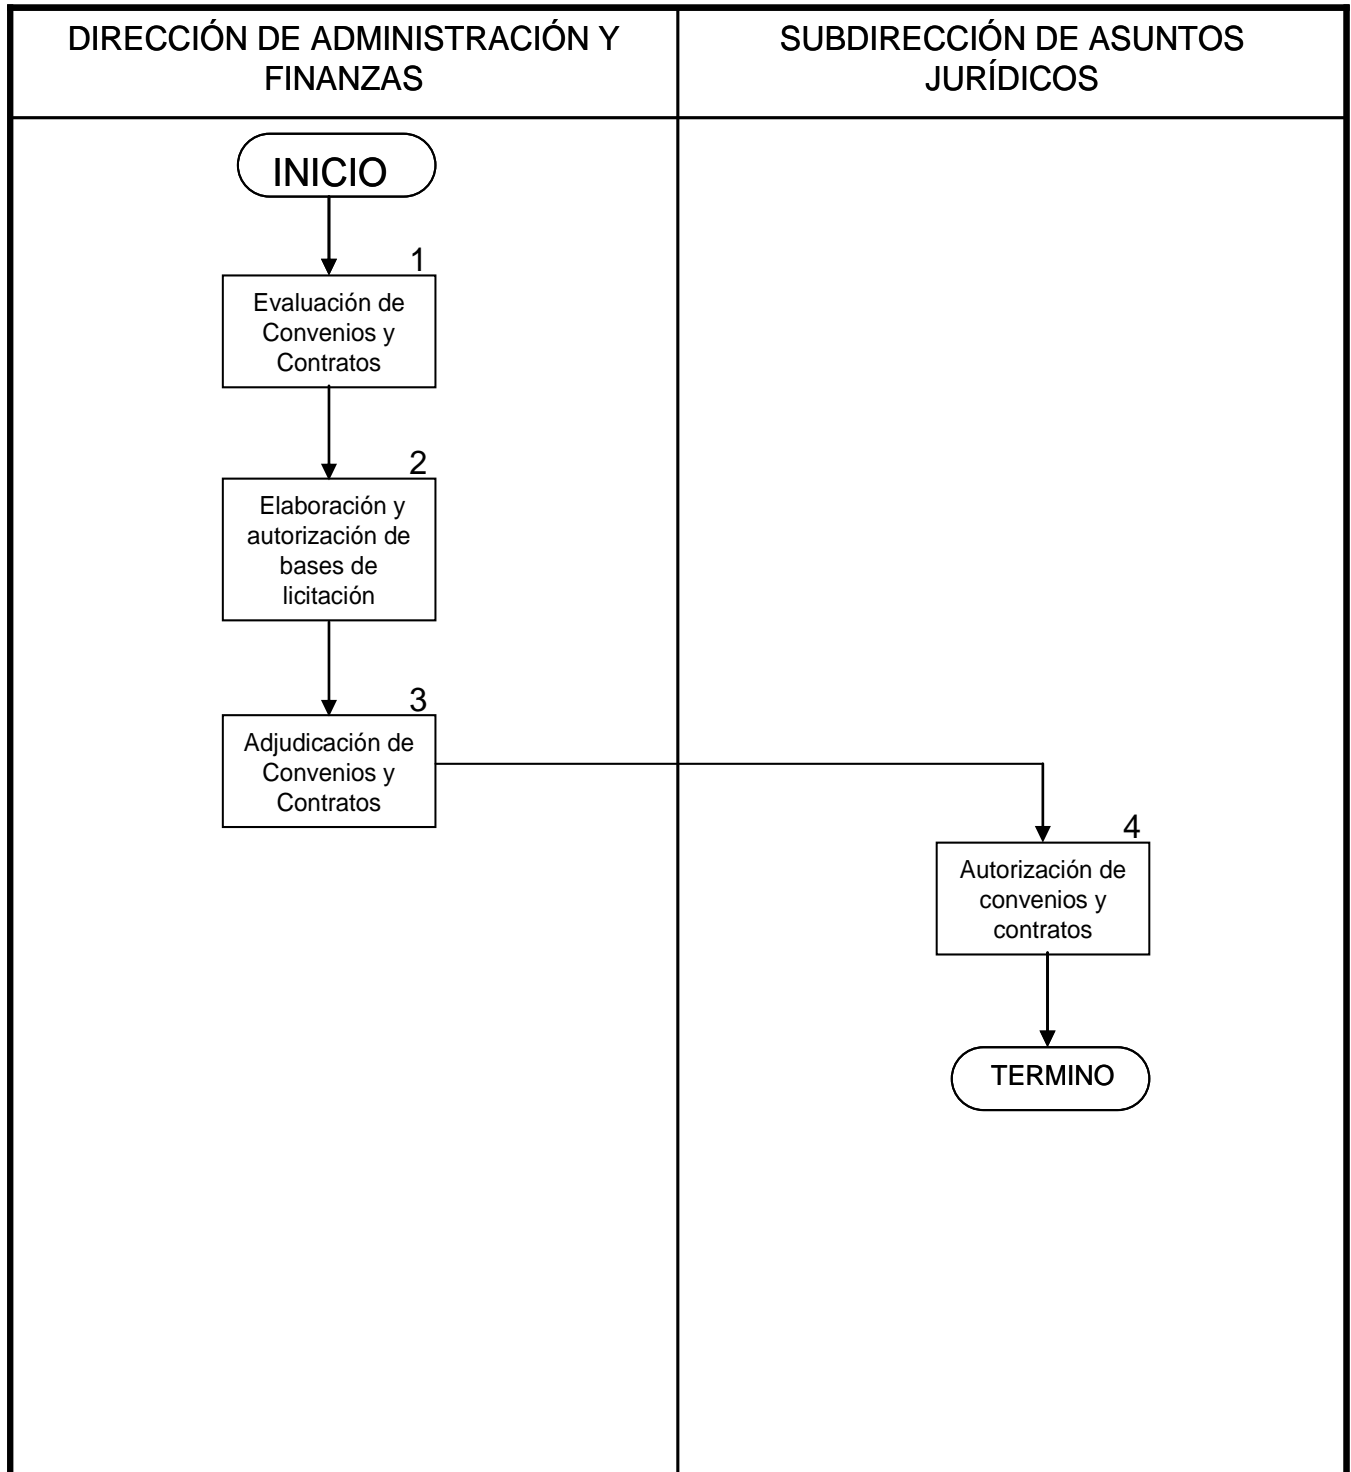 DIRECCIÓN DE ADMINISTRACIÓN Y
FINANZAS
SUBDIRECCIÓN DE ASUNTOS
JURÍDICOS
INICIO
1
Evaluación de
Convenios y
Contratos
2
Elaboración y
autorización de
bases de
licitación
3
Adjudicación de
Convenios y
Contratos
4
Autorización de
convenios y
contratos
TERMINO